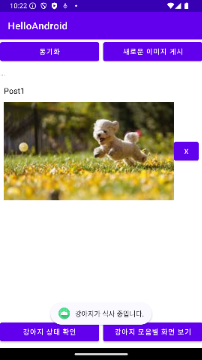 10:22
HelloAndroid
동기화
새로운 이미지 게시
Post1
X
강아지가 식사 중입니다.
강아지 상태 확인
강아지 모음별 화면 보기